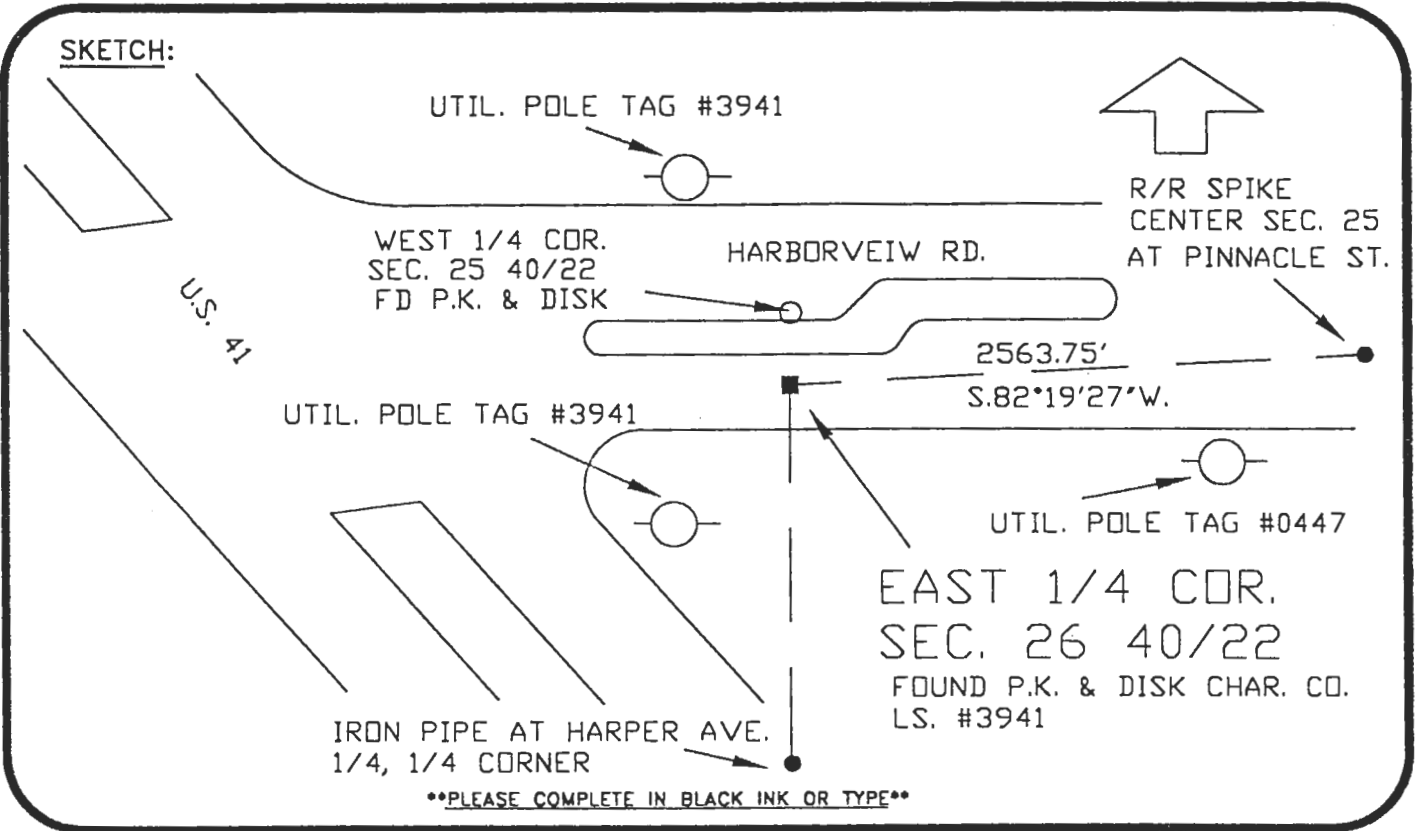 SKETCH:
UTIL. POLE TAG #3941
R/R SPIKE
CENTER SEC. 25
AT PINNACLE ST.
WEST 1/4 COR.
SEC. 25 40/22
FD P.K. & DISK
HARBORVEIW RD.
U.S. 41
2563.75'
S.82°19'27"W.
UTIL. POLE TAG #3941
UTIL. POLE TAG #0447
EAST 1/4 COR.
SEC. 26 40/22
FOUND P.K. & DISK CHAR. CO.
LS. #3941
IRON PIPE AT HARPER AVE.
1/4, 1/4 CORNER
**PLEASE COMPLETE IN BLACK INK OR TYPE**